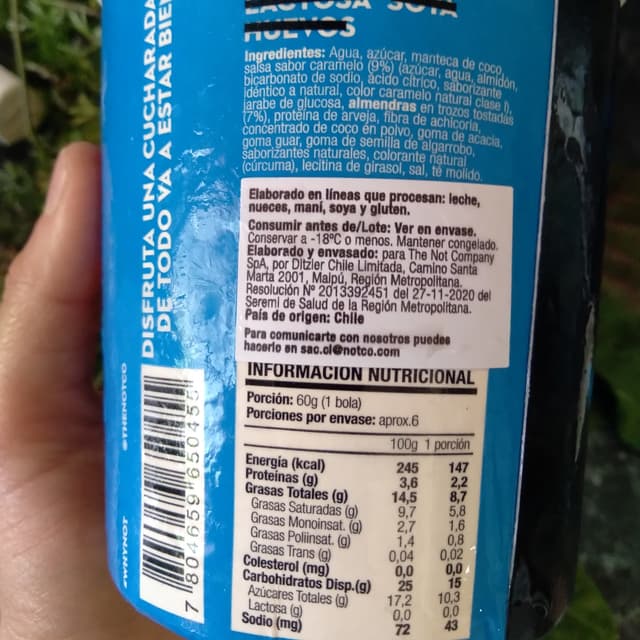 LACTOSA SOYA
HUEVOS
Ingredientes: Agua, azúcar, manteca de coco,
salsa sabor caramelo (9%) (azúcar, agua, almidón,
bicarbonato de sodio, ácido cítrico, saborizante
idéntico a natural, color caramelo natural clase I),
jarabe de glucosa, almendras en trozos tostadas
(7%), proteína de arveja, fibra de achicoria,
concentrado de coco en polvo, goma de acacia,
goma guar, goma de semilla de algarrobo,
saborizantes naturales, colorante natural
(cúrcuma), lecitina de girasol, sal, té molido.
Elaborado en líneas que procesan: leche,
nueces, maní, soya y gluten.
Consumir antes de/Lote: Ver en envase.
Conservar a -18ºC o menos. Mantener congelado.
Elaborado y envasado: para The Not Company
SpA, por Ditzler Chile Limitada, Camino Santa
Marta 2001, Maipú, Región Metropolitana.
Resolución Nº 2013392451 del 27-11-2020 del
Seremi de Salud de la Región Metropolitana.
País de origen: Chile
Para comunicarte con nosotros puedes
hacerlo en sac.cl@notco.com
INFORMACIÓN NUTRICIONAL
Porción: 60g (1 bola)
Porciones por envase: aprox.6
100g 1 porción
Energía (kcal) 245 147
Proteínas (g) 3,6 2,2
Grasas Totales (g) 14,5 8,7
Grasas Saturadas (g) 9,7 5,8
Grasas Monoinsat. (g) 2,7 1,6
Grasas Poliinsat. (g) 1,4 0,8
Grasas Trans (g) 0,04 0,02
Colesterol (mg) 0,0 0,0
Carbohidratos Disp.(g) 25 15
Azúcares Totales (g) 17,2 10,3
Lactosa (g) 0,0 0,0
Sodio (mg) 72 43
DISFRUTA UNA CUCHARADA
DE TODO VA A ESTAR BIEN
@THENOTCO
#WHYNOT
7 804659 650455